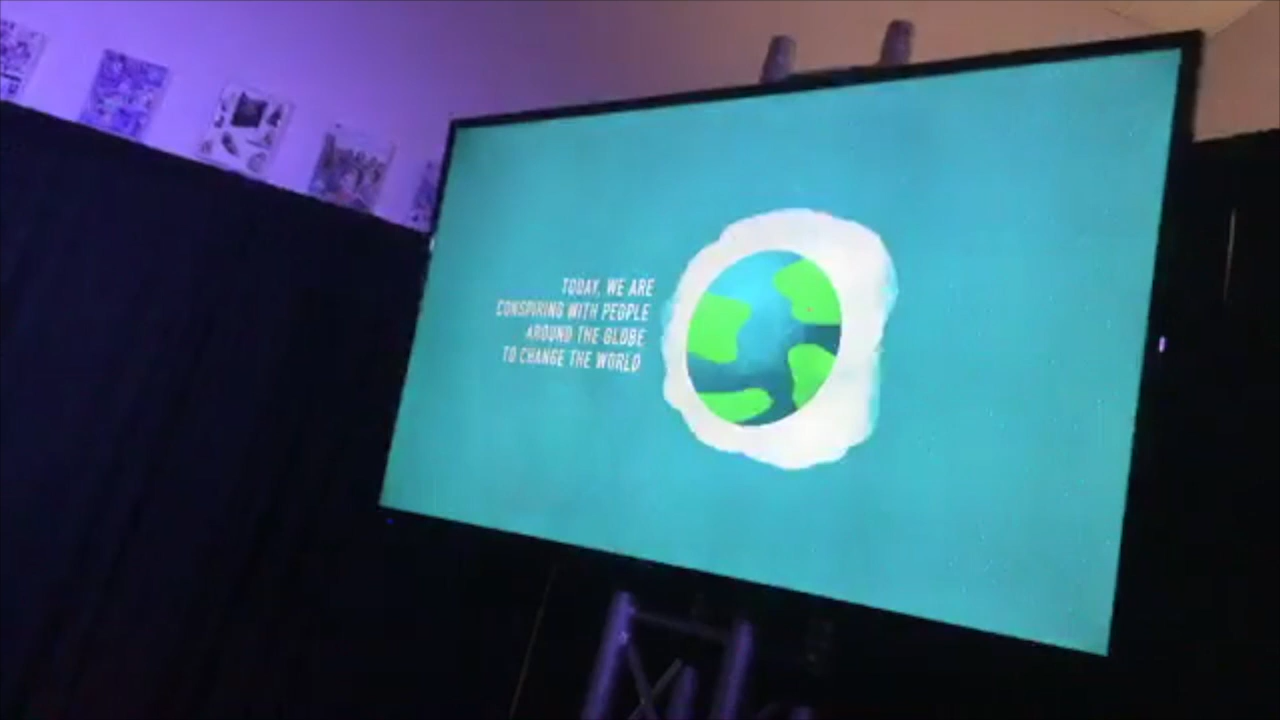 TODAY, WE ARE
CONSPIRING WITH PEOPLE
AROUND THE GLOBE
TO CHANGE THE WORLD